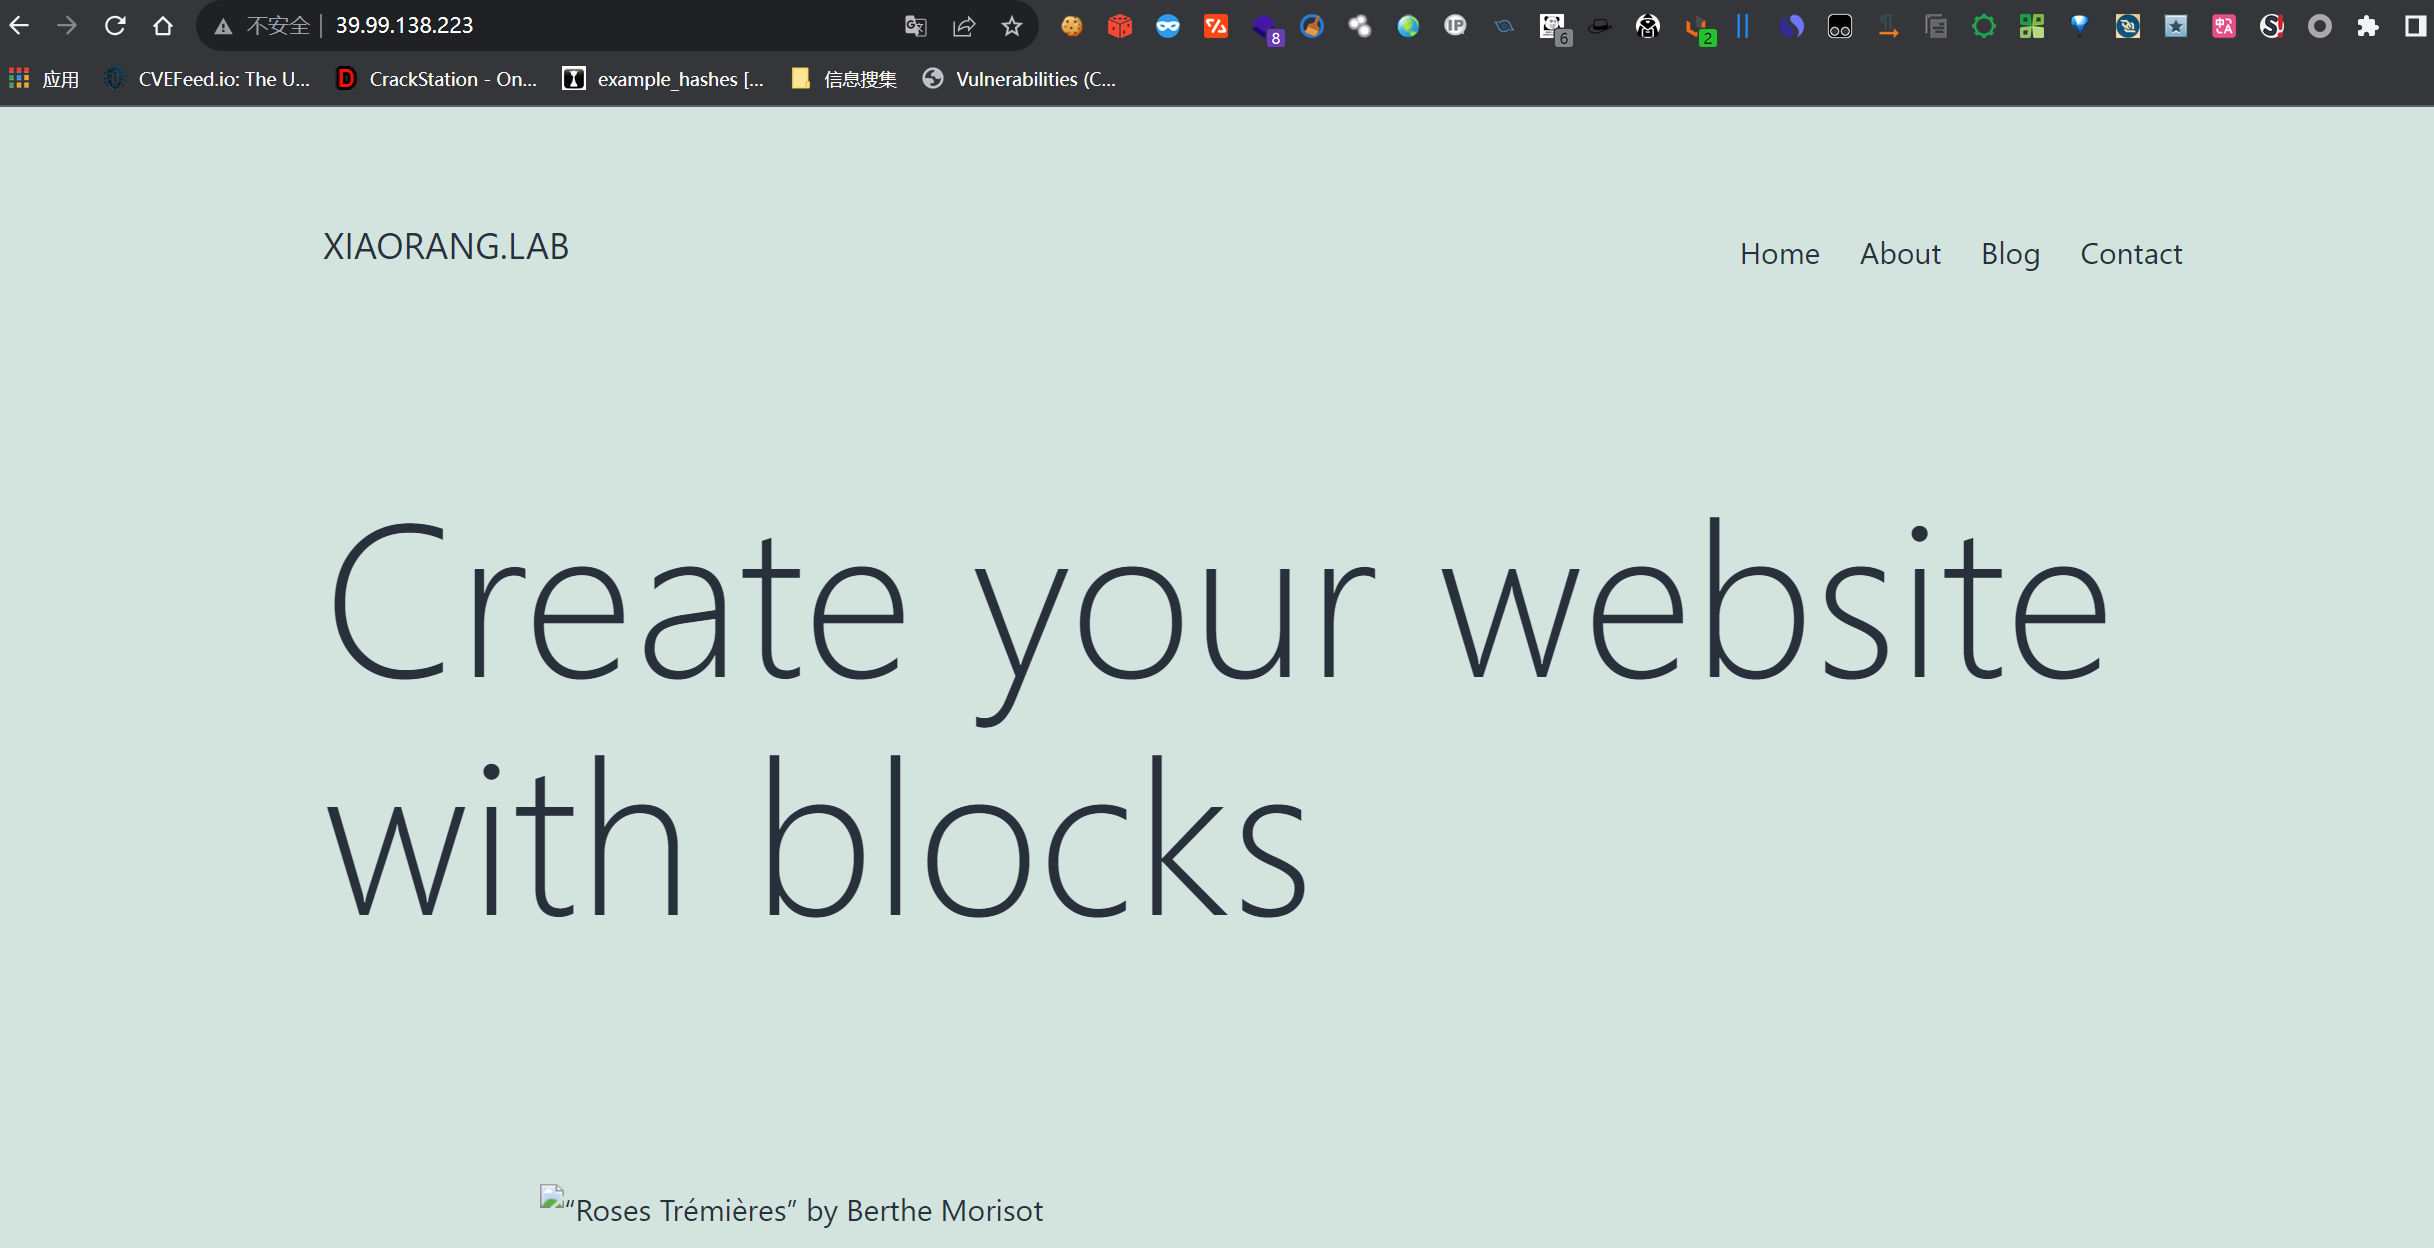 不安全 39.99.138.223
8 IP 6 2
应用 CVEFeed.io: The U... CrackStation - On... example_hashes [... 信息搜集 Vulnerabilities (C...
XIAORANG.LAB
Home About Blog Contact
Create your website
with blocks
“Roses Trémières” by Berthe Morisot